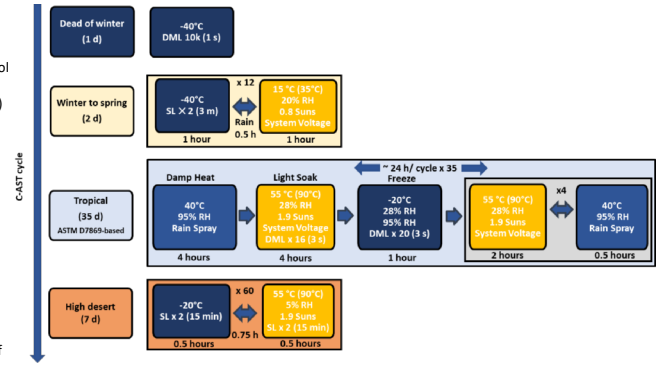 ol
)
f
C-AST cycle
Dead of winter
(1 d)
-40°C
DML 10k (1 s)
Winter to spring
(2 d)
-40°C
SL X 2 (3 m)
1 hour
x 12
Rain
0.5 h
15 °C (35°C)
20% RH
0.8 Suns
System Voltage
1 hour
Tropical
(35 d)
ASTM D7869-based
~ 24 h/ cycle x 35
Damp Heat
40°C
95% RH
Rain Spray
4 hours
Light Soak
55 °C (90°C)
28% RH
1.9 Suns
System Voltage
DML x 16 (3 s)
4 hours
Freeze
-20°C
28% RH
95% RH
DML x 20 (3 s)
1 hour
55 °C (90°C)
28% RH
1.9 Suns
System Voltage
2 hours
x4
40°C
95% RH
Rain Spray
0.5 hours
High desert
(7 d)
-20°C
SL x 2 (15 min)
0.5 hours
x 60
0.75 h
55 °C (90°C)
5% RH
1.9 Suns
SL x 2 (15 min)
0.5 hours